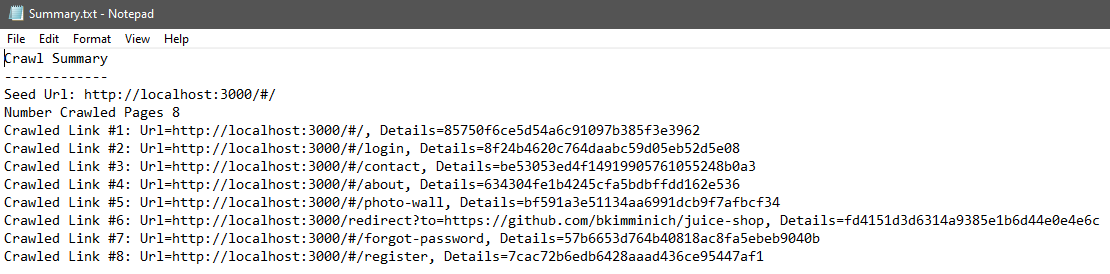 Summary.txt - Notepad
File Edit Format View Help
Crawl Summary
-------------
Seed Url: http://localhost:3000/#/
Number Crawled Pages 8
Crawled Link #1: Url=http://localhost:3000/#/, Details=85750f6ce5d54a6c91097b385f3e3962
Crawled Link #2: Url=http://localhost:3000/#/login, Details=8f24b4620c764daabc59d05eb52d5e08
Crawled Link #3: Url=http://localhost:3000/#/contact, Details=be53053ed4f14919905761055248b0a3
Crawled Link #4: Url=http://localhost:3000/#/about, Details=634304fe1b4245cfa5bdbffdd162e536
Crawled Link #5: Url=http://localhost:3000/#/photo-wall, Details=bf591a3e51134aa6991dcb9f7afbcf34
Crawled Link #6: Url=http://localhost:3000/redirect?to=https://github.com/bkimminich/juice-shop, Details=fd4151d3d6314a9385e1b6d44e0e4e6c
Crawled Link #7: Url=http://localhost:3000/#/forgot-password, Details=57b6653d764b40818ac8fa5ebeb9040b
Crawled Link #8: Url=http://localhost:3000/#/register, Details=7cac72b6edb6428aaad436ce95447af1